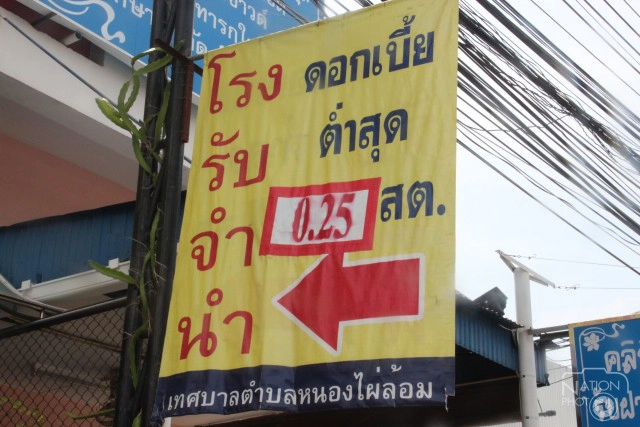 โรงรับจำนำ
ดอกเบี้ย
ต่ำสุด
0.25 สต.
เทศบาลตำบลหนองไผ่ล้อม
NATION
PHOTO